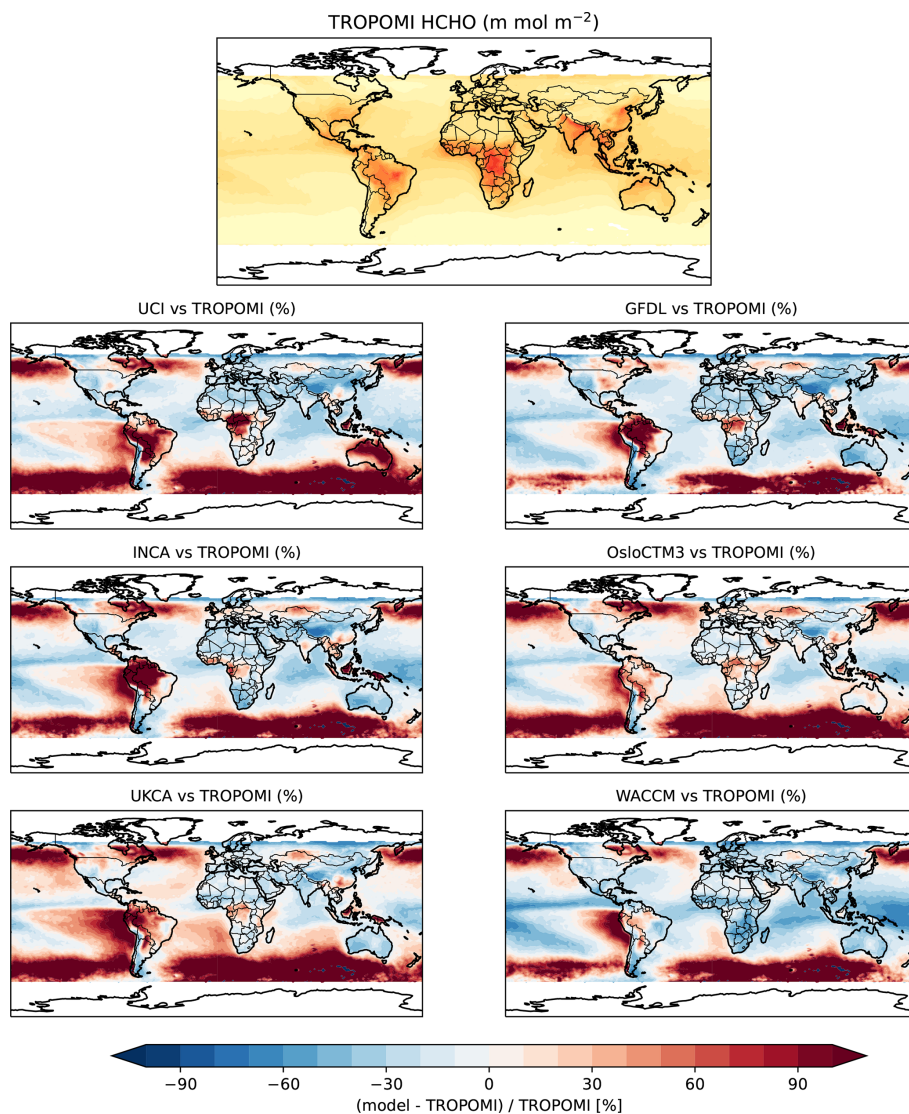 TROPOMI HCHO (m mol m⁻²)
UCI vs TROPOMI (%)
GFDL vs TROPOMI (%)
INCA vs TROPOMI (%)
OsloCTM3 vs TROPOMI (%)
UKCA vs TROPOMI (%)
WACCM vs TROPOMI (%)
−90 −60 −30 0 30 60 90
(model - TROPOMI) / TROPOMI [%]